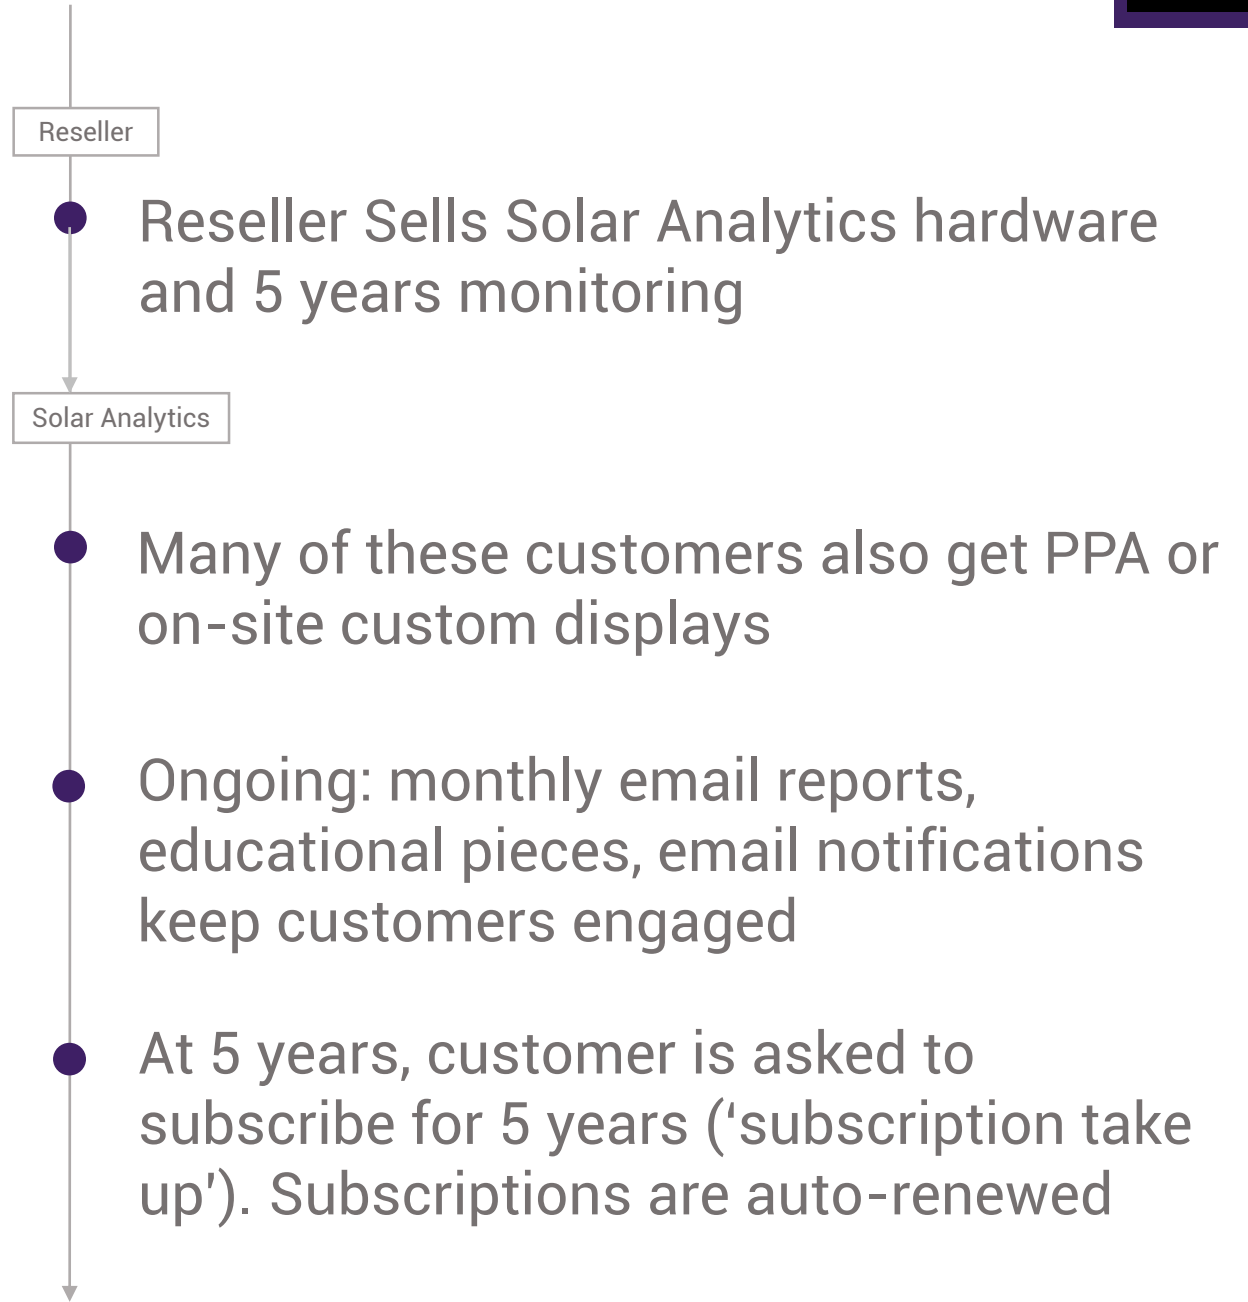 Reseller
Reseller Sells Solar Analytics hardware
and 5 years monitoring
Solar Analytics
Many of these customers also get PPA or
on-site custom displays
Ongoing: monthly email reports,
educational pieces, email notifications
keep customers engaged
At 5 years, customer is asked to
subscribe for 5 years (‘subscription take
up’). Subscriptions are auto-renewed